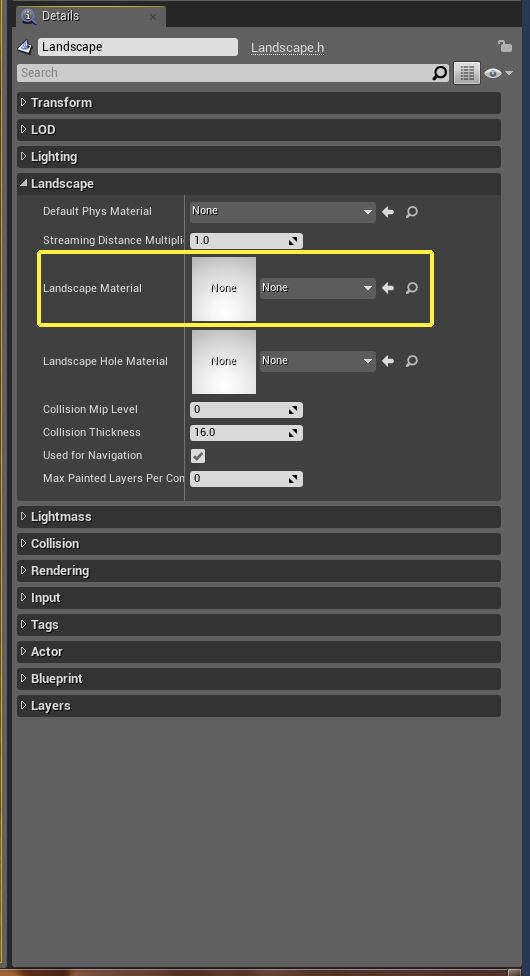 Details
Landscape Landscape.h
Search
Transform
LOD
Lighting
Landscape
Default Phys Material None
Streaming Distance Multipli 1.0
Landscape Material None None
Landscape Hole Material None None
Collision Mip Level 0
Collision Thickness 16.0
Used for Navigation
Max Painted Layers Per Con 0
Lightmass
Collision
Rendering
Input
Tags
Actor
Blueprint
Layers